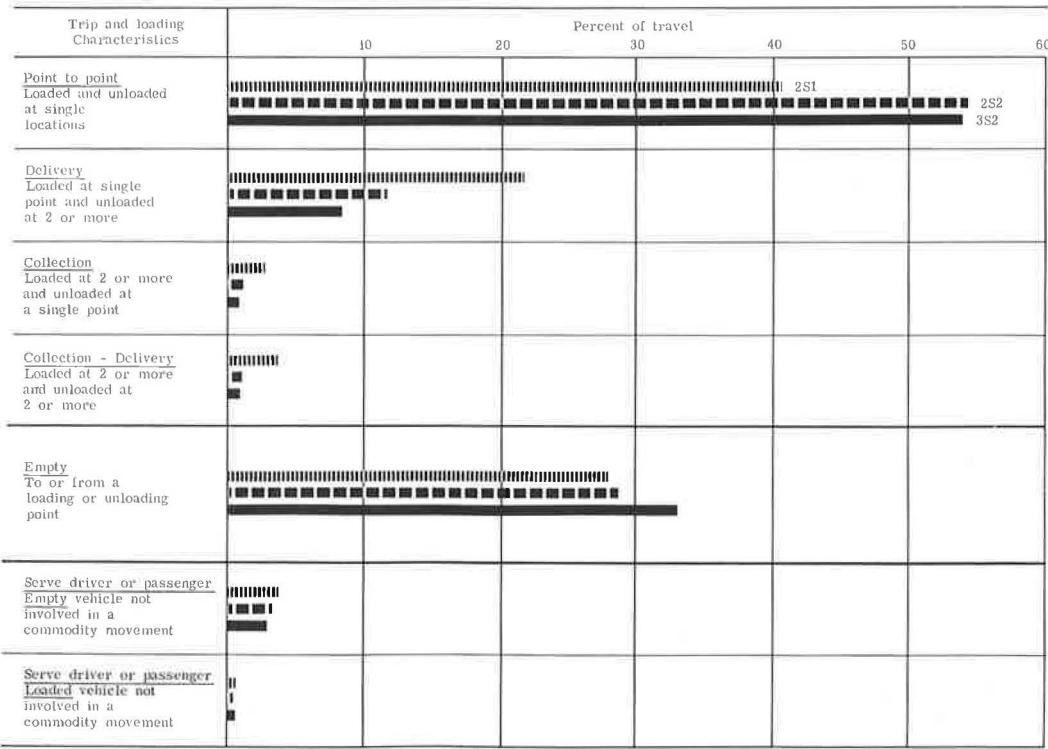 Trip and loading
Characteristics
Percent of travel
10 20 30 40 50 60
Point to point
Loaded and unloaded
at single
locations
2S1
2S2
3S2
Delivery
Loaded at single
point and unloaded
at 2 or more
Collection
Loaded at 2 or more
and unloaded at
a single point
Collection - Delivery
Loaded at 2 or more
and unloaded at
2 or more
Empty
To or from a
loading or unloading
point
Serve driver or passenger
Empty vehicle not
involved in a
commodity movement
Serve driver or passenger
Loaded vehicle not
involved in a
commodity movement